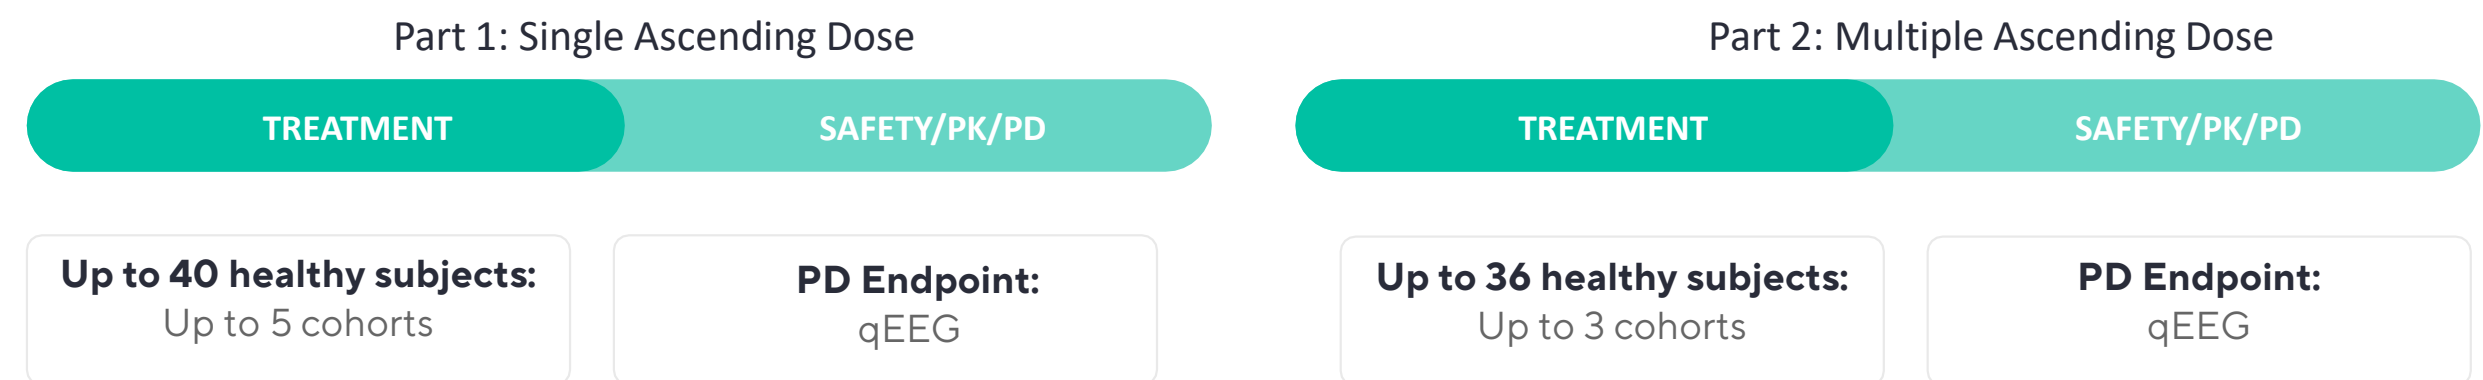 Part 1: Single Ascending Dose
TREATMENT
SAFETY/PK/PD
Up to 40 healthy subjects:
Up to 5 cohorts
PD Endpoint:
qEEG
Part 2: Multiple Ascending Dose
TREATMENT
SAFETY/PK/PD
Up to 36 healthy subjects:
Up to 3 cohorts
PD Endpoint:
qEEG